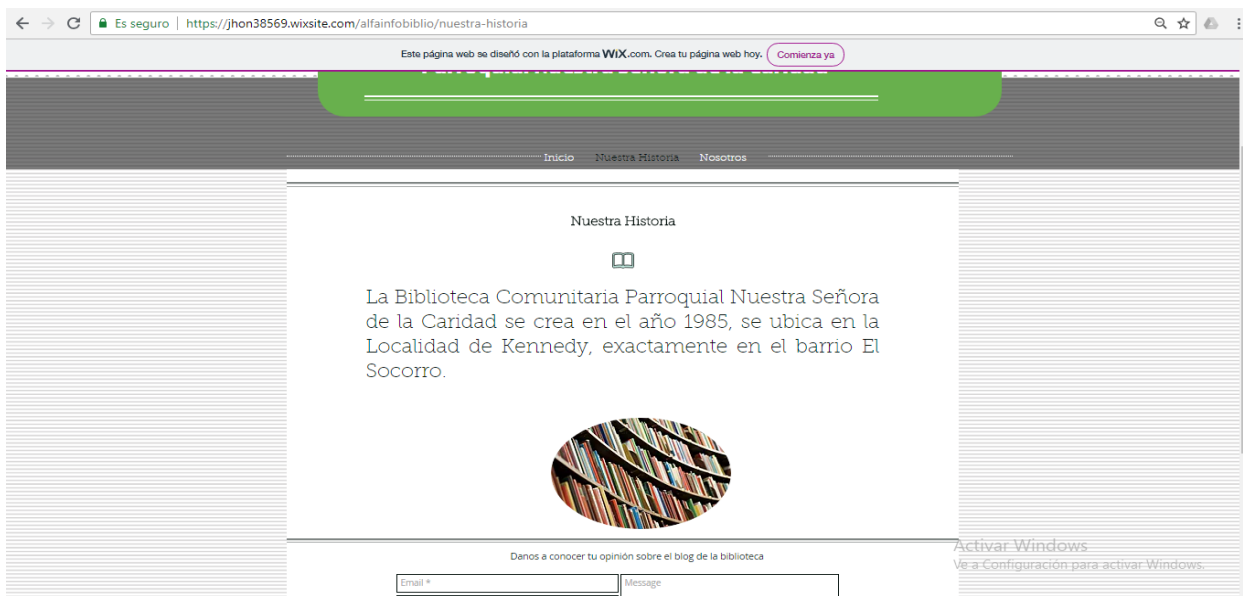 Es seguro | https://jhon38569.wixsite.com/alfainfobiblio/nuestra-historia
Este página web se diseñó con la plataforma WiX.com. Crea tu página web hoy. Comienza ya
Inicio Nuestra Historia Nosotros
Nuestra Historia
La Biblioteca Comunitaria Parroquial Nuestra Señora
de la Caridad se crea en el año 1985, se ubica en la
Localidad de Kennedy, exactamente en el barrio El
Socorro.
Danos a conocer tu opinión sobre el blog de la biblioteca
Email * Message
Activar Windows
Ve a Configuración para activar Windows.